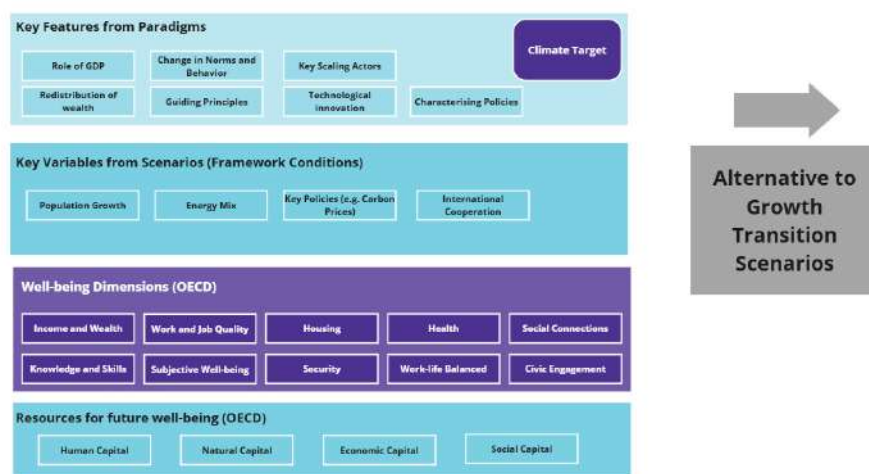 Key Features from Paradigms
Climate Target
Role of GDP
Change in Norms and
Behavior
Key Scaling Actors
Redistribution of
wealth
Guiding Principles
Technological
innovation
Characterising Policies
Key Variables from Scenarios (Framework Conditions)
Population Growth
Energy Mix
Key Policies (e.g. Carbon
Prices)
International
Cooperation
Well-being Dimensions (OECD)
Income and Wealth
Work and Job Quality
Housing
Health
Social Connections
Knowledge and Skills
Subjective Well-being
Security
Work-life Balanced
Civic Engagement
Resources for future well-being (OECD)
Human Capital
Natural Capital
Economic Capital
Social Capital
Alternative to
Growth
Transition
Scenarios